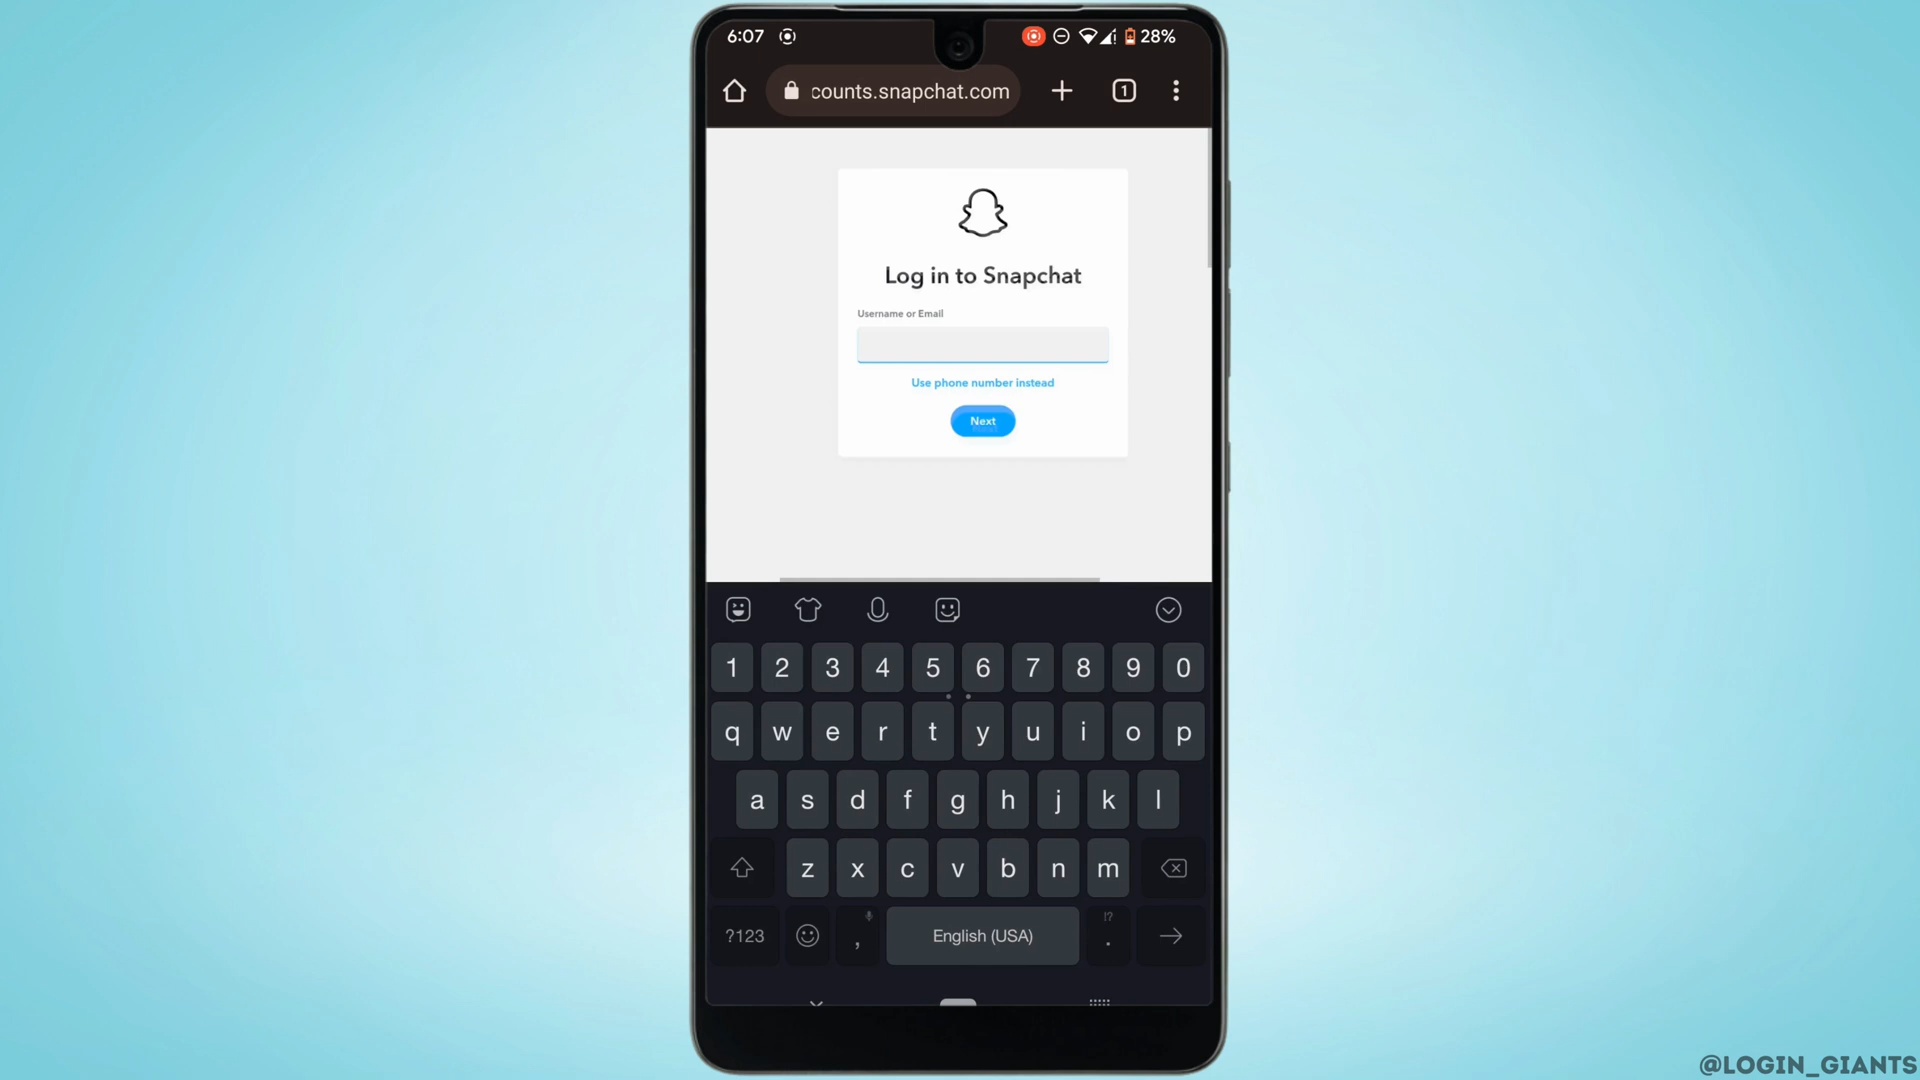 6:07 28%
counts.snapchat.com 1
Log in to Snapchat
Username or Email
Use phone number instead
Next
1 2 3 4 5 6 7 8 9 0
q w e r t y u i o p
a s d f g h j k l
z x c v b n m
?123 , English (USA) !? .
@LOGIN_GIANTS